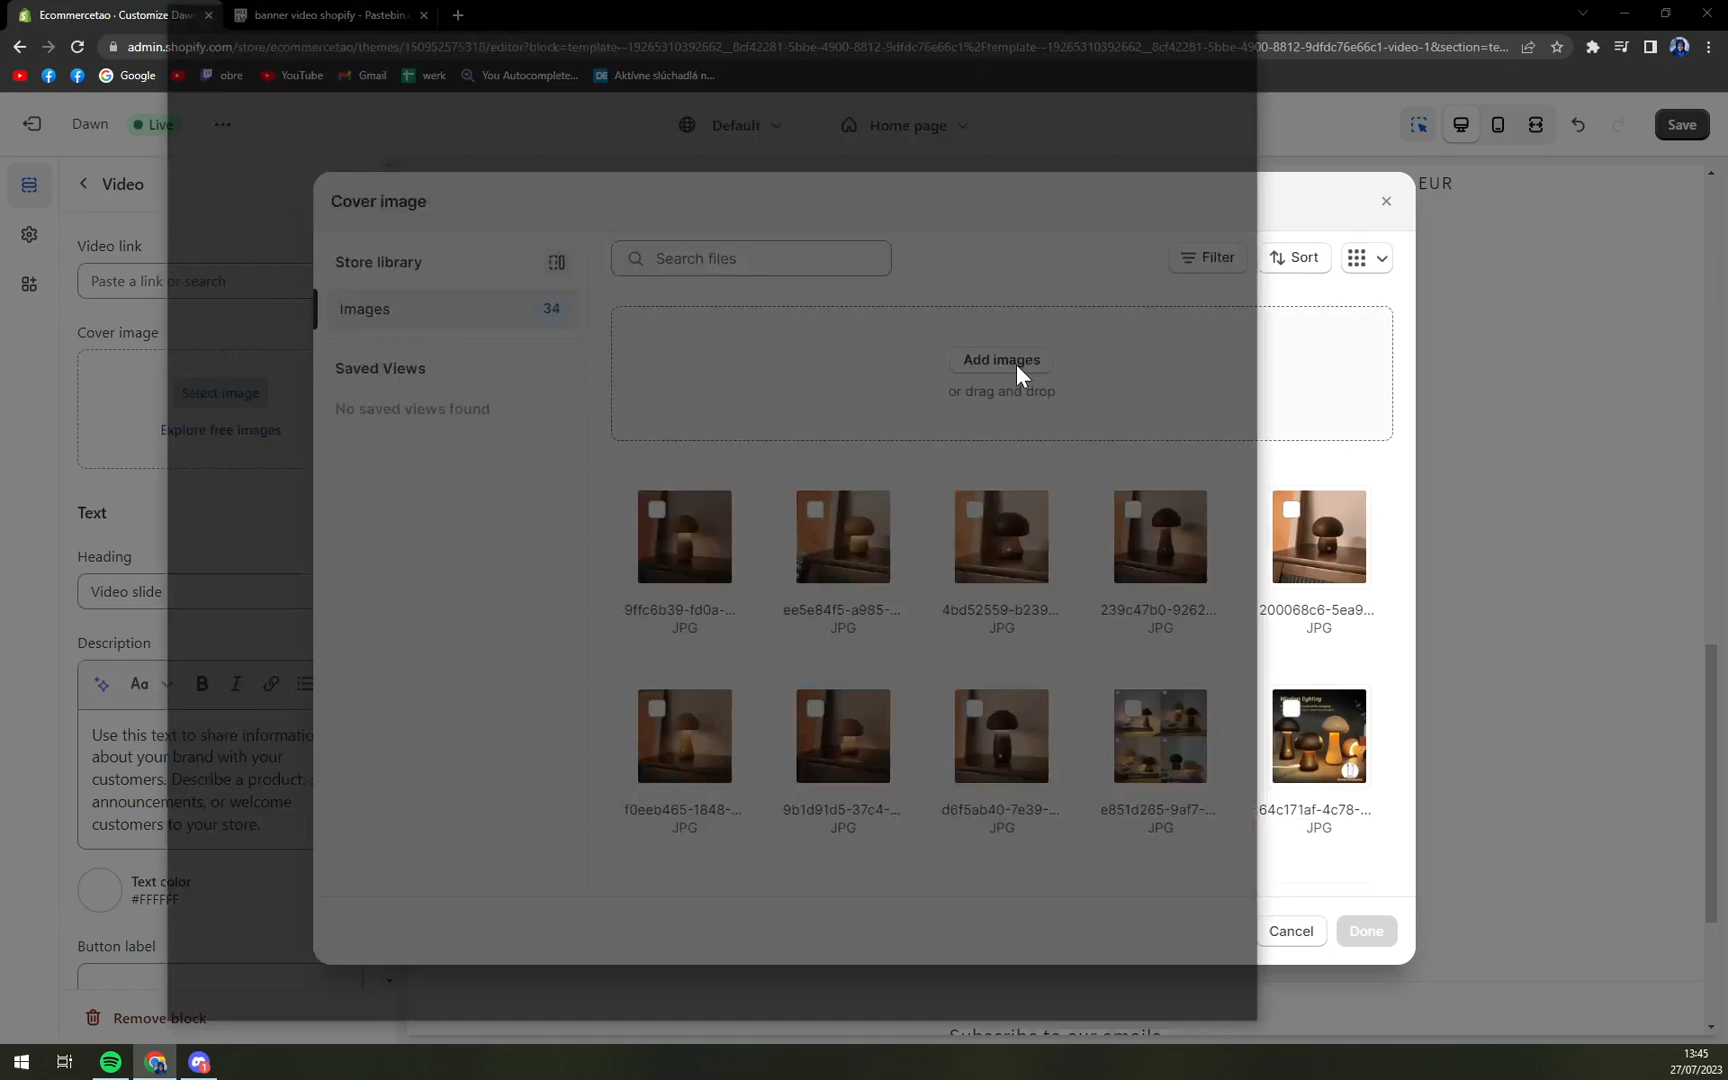 Ecommercetao · Customize Daw
banner video shopify - Pastebin.
admin.shopify.com/store/ecommercetao/themes/150952575318/editor?block=template--19265310392662__8cf42281-5bbe-4900-8812-9dfdc76e66c1%2Ftemplate--19265310392662__8cf42281-5bbe-4900-8812-9dfdc76e66c1-video-1&section=te...
Google
obre
YouTube
Gmail
werk
You Autocomplete...
Aktívne slúchadlá n...
Dawn
Live
Default
Home page
Save
Video
EUR
Cover image
Video link
Paste a link or search
Store library
Search files
Filter
Sort
Images
34
Cover image
Add images
or drag and drop
Saved Views
No saved views found
Select image
Explore free images
Text
Heading
Video slide
9ffc6b39-fd0a-...
JPG
ee5e84f5-a985-...
JPG
4bd52559-b239...
JPG
239c47b0-9262...
JPG
200068c6-5ea9...
JPG
Description
Aa
B
I
Use this text to share informatio
about your brand with your
customers. Describe a product,
announcements, or welcome
customers to your store.
Wireless lighting
f0eeb465-1848-...
JPG
9b1d91d5-37c4-...
JPG
d6f5ab40-7e39-...
JPG
e851d265-9af7-...
JPG
64c171af-4c78-...
JPG
Text color
#FFFFFF
Button label
Cancel
Done
Remove block
Subscribe to our emails
13:45
27/07/2023